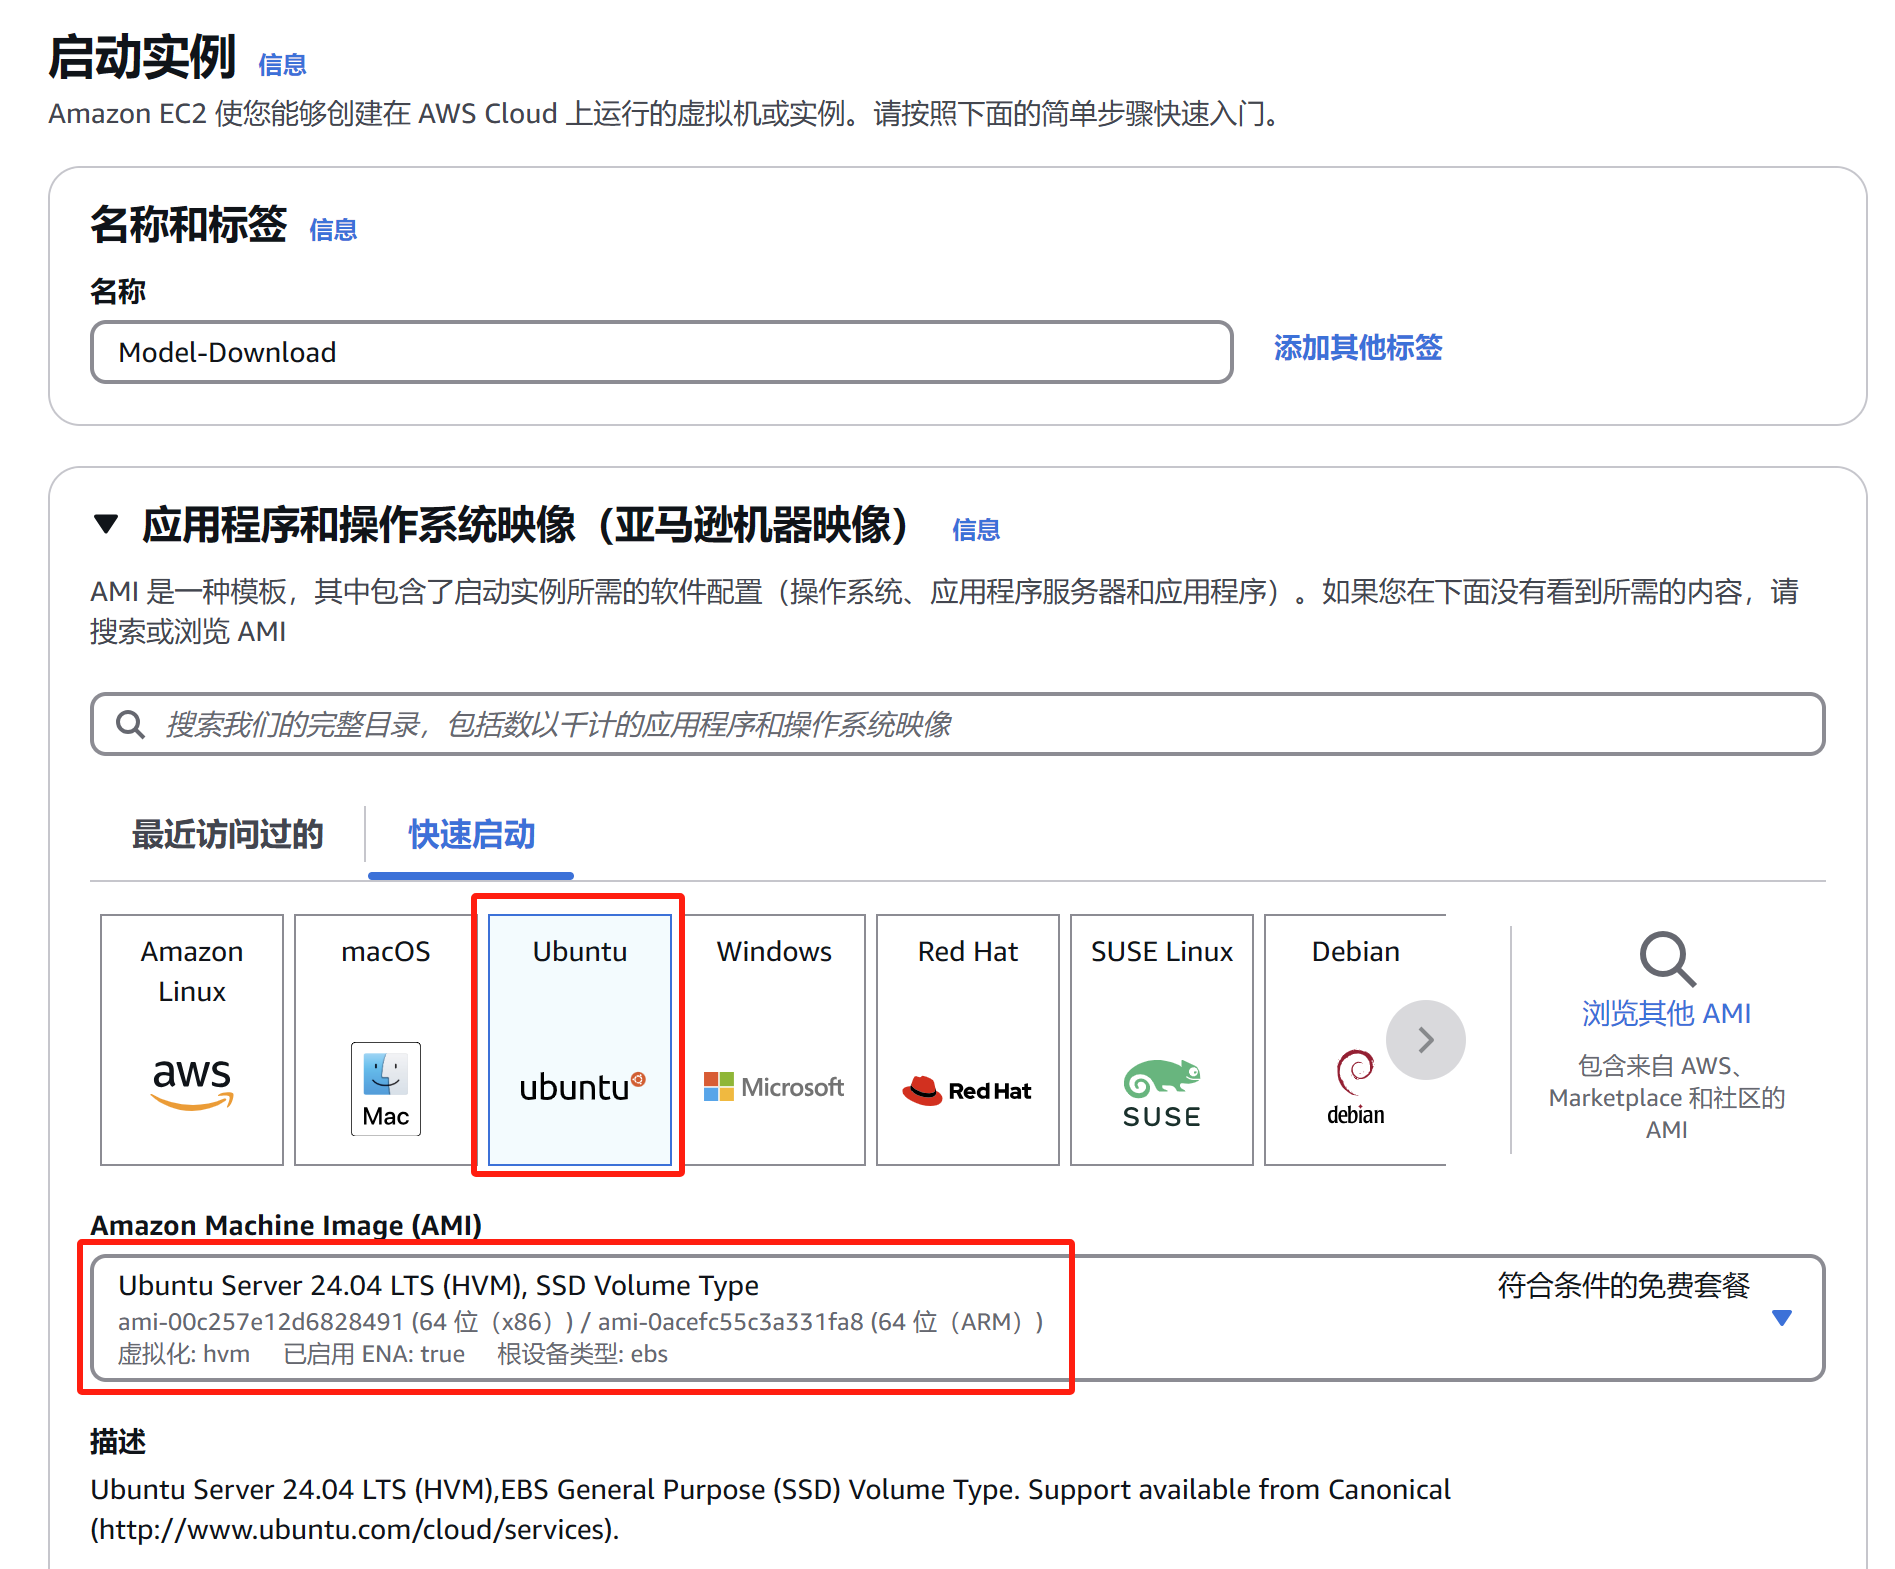 启动实例 信息
Amazon EC2 使您能够创建在 AWS Cloud 上运行的虚拟机或实例。请按照下面的简单步骤快速入门。
名称和标签 信息
名称
Model-Download
添加其他标签
应用程序和操作系统映像（亚马逊机器映像） 信息
AMI 是一种模板，其中包含了启动实例所需的软件配置（操作系统、应用程序服务器和应用程序）。如果您在下面没有看到所需的内容，请
搜索或浏览 AMI
搜索我们的完整目录，包括数以千计的应用程序和操作系统映像
最近访问过的 快速启动
Amazon
Linux
aws
macOS
Mac
Ubuntu
ubuntu
Windows
Microsoft
Red Hat
Red Hat
SUSE Linux
SUSE
Debian
debian
浏览其他 AMI
包含来自 AWS、
Marketplace 和社区的
AMI
Amazon Machine Image (AMI)
Ubuntu Server 24.04 LTS (HVM), SSD Volume Type
符合条件的免费套餐
ami-00c257e12d6828491 (64 位（x86）) / ami-0acefc55c3a331fa8 (64 位（ARM）)
虚拟化: hvm 已启用 ENA: true 根设备类型: ebs
描述
Ubuntu Server 24.04 LTS (HVM),EBS General Purpose (SSD) Volume Type. Support available from Canonical
(http://www.ubuntu.com/cloud/services).